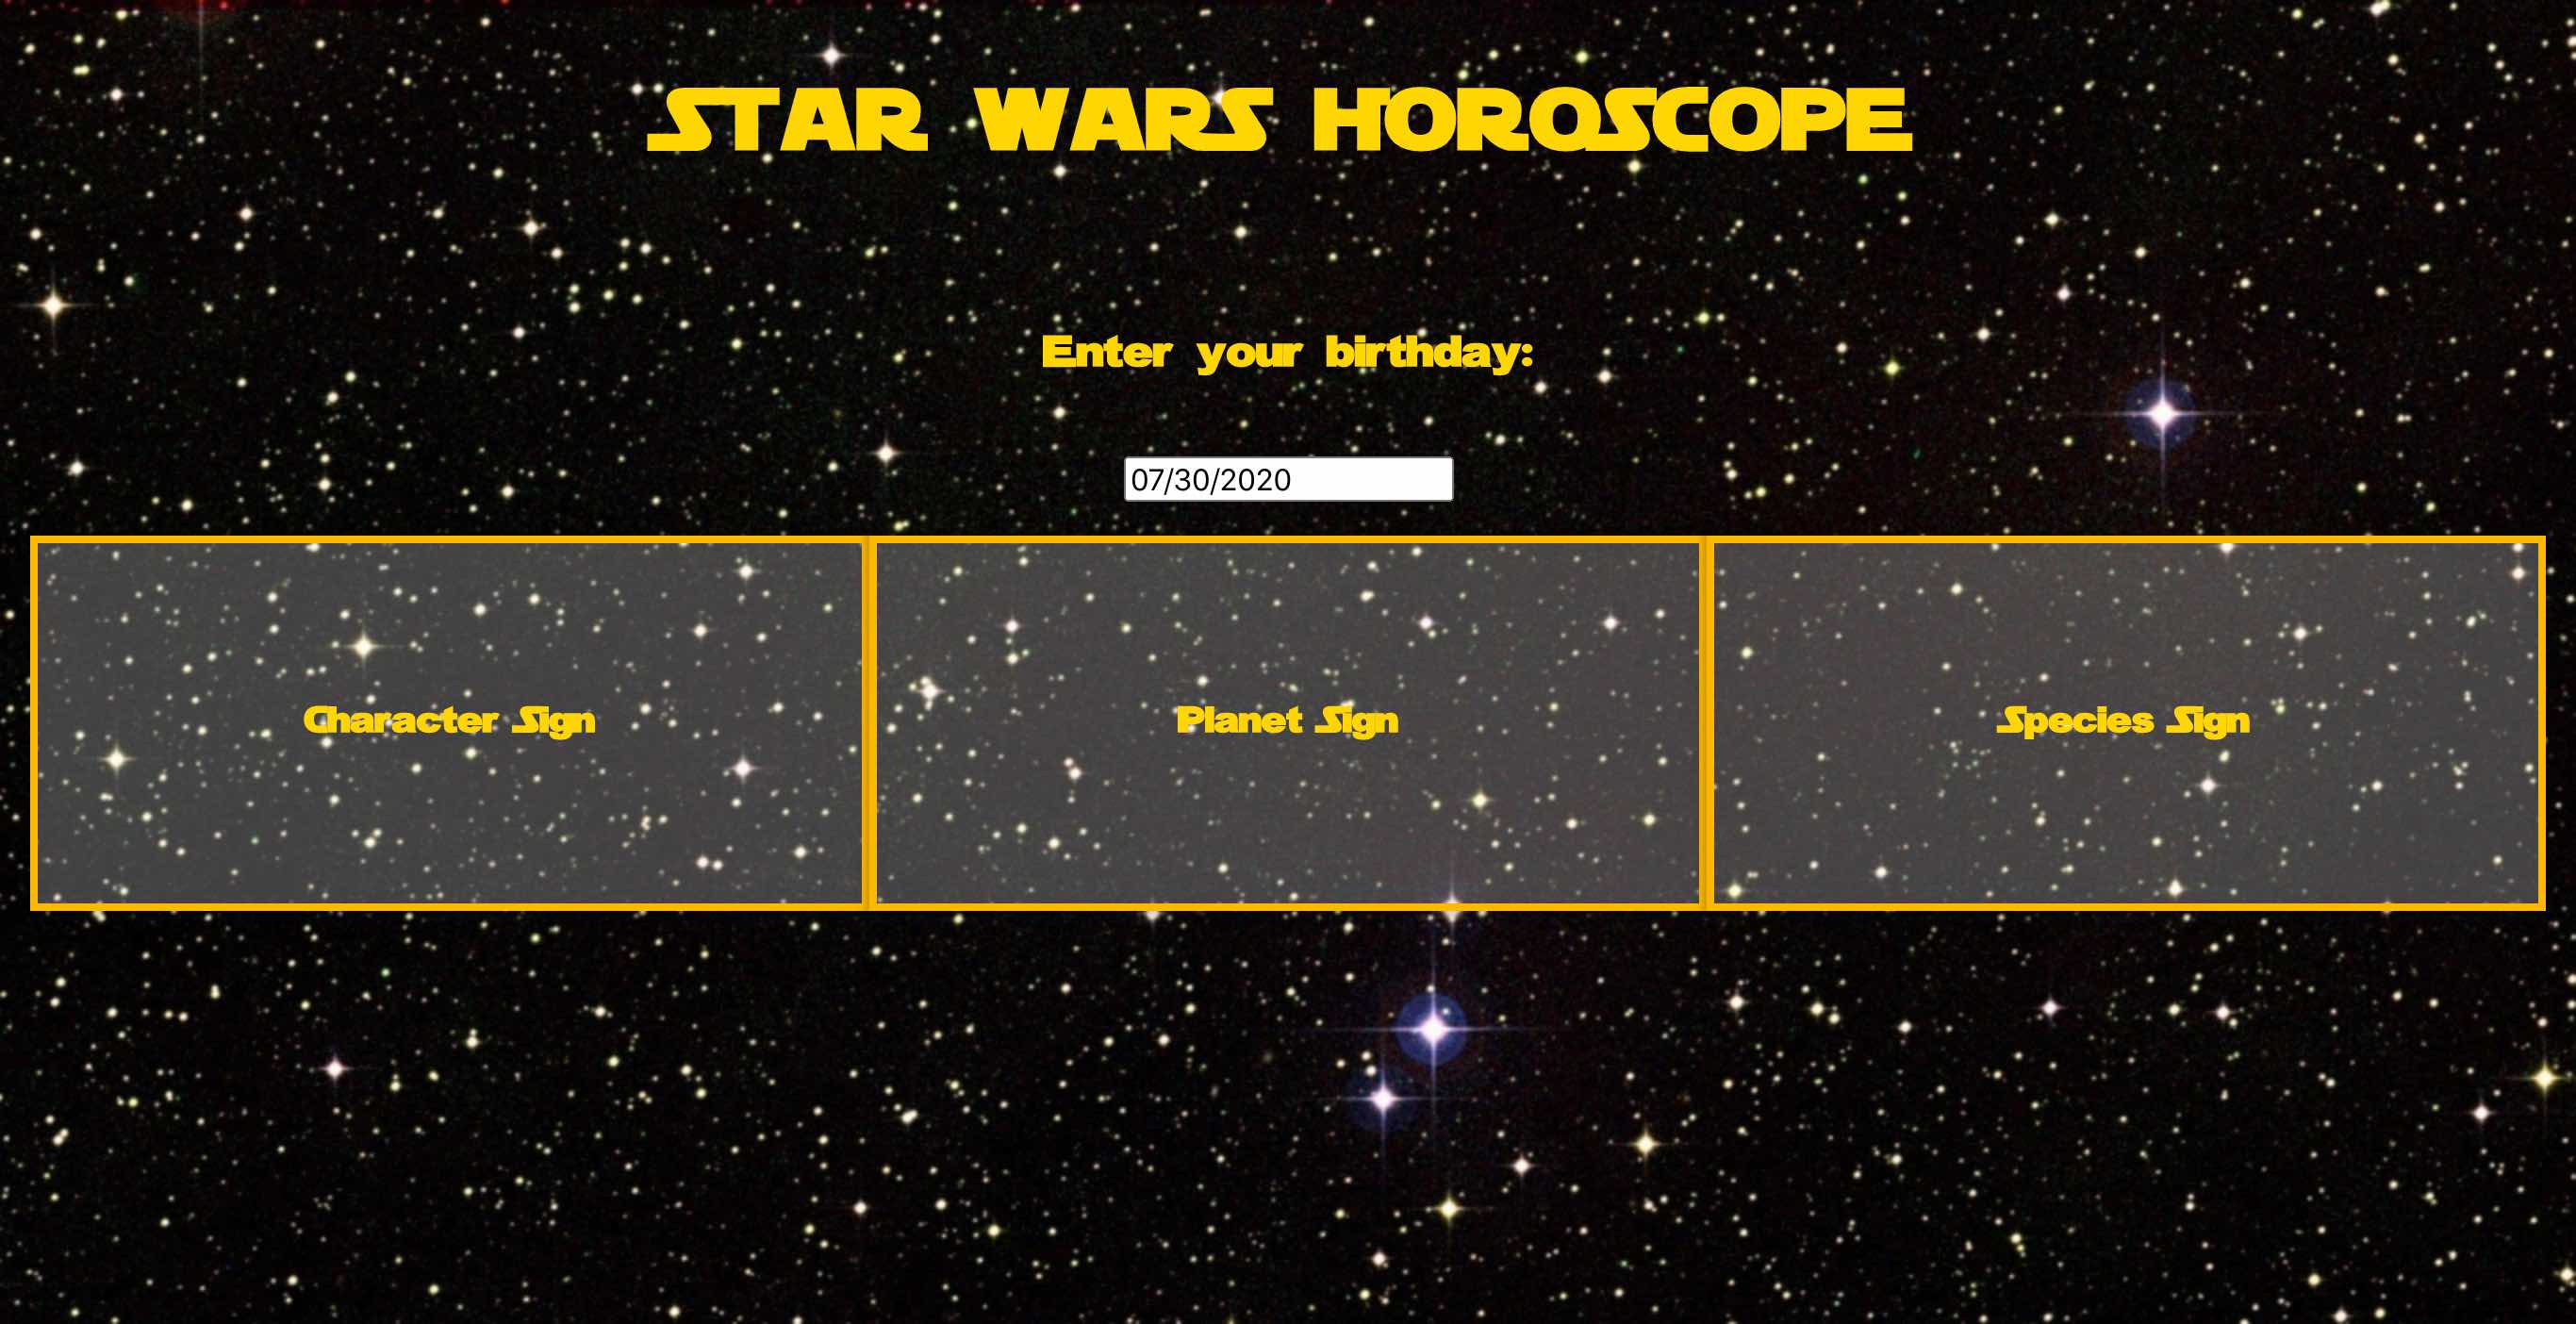 STAR WARS HOROSCOPE
Enter your birthday:
07/30/2020
Character Sign
Planet Sign
Species Sign